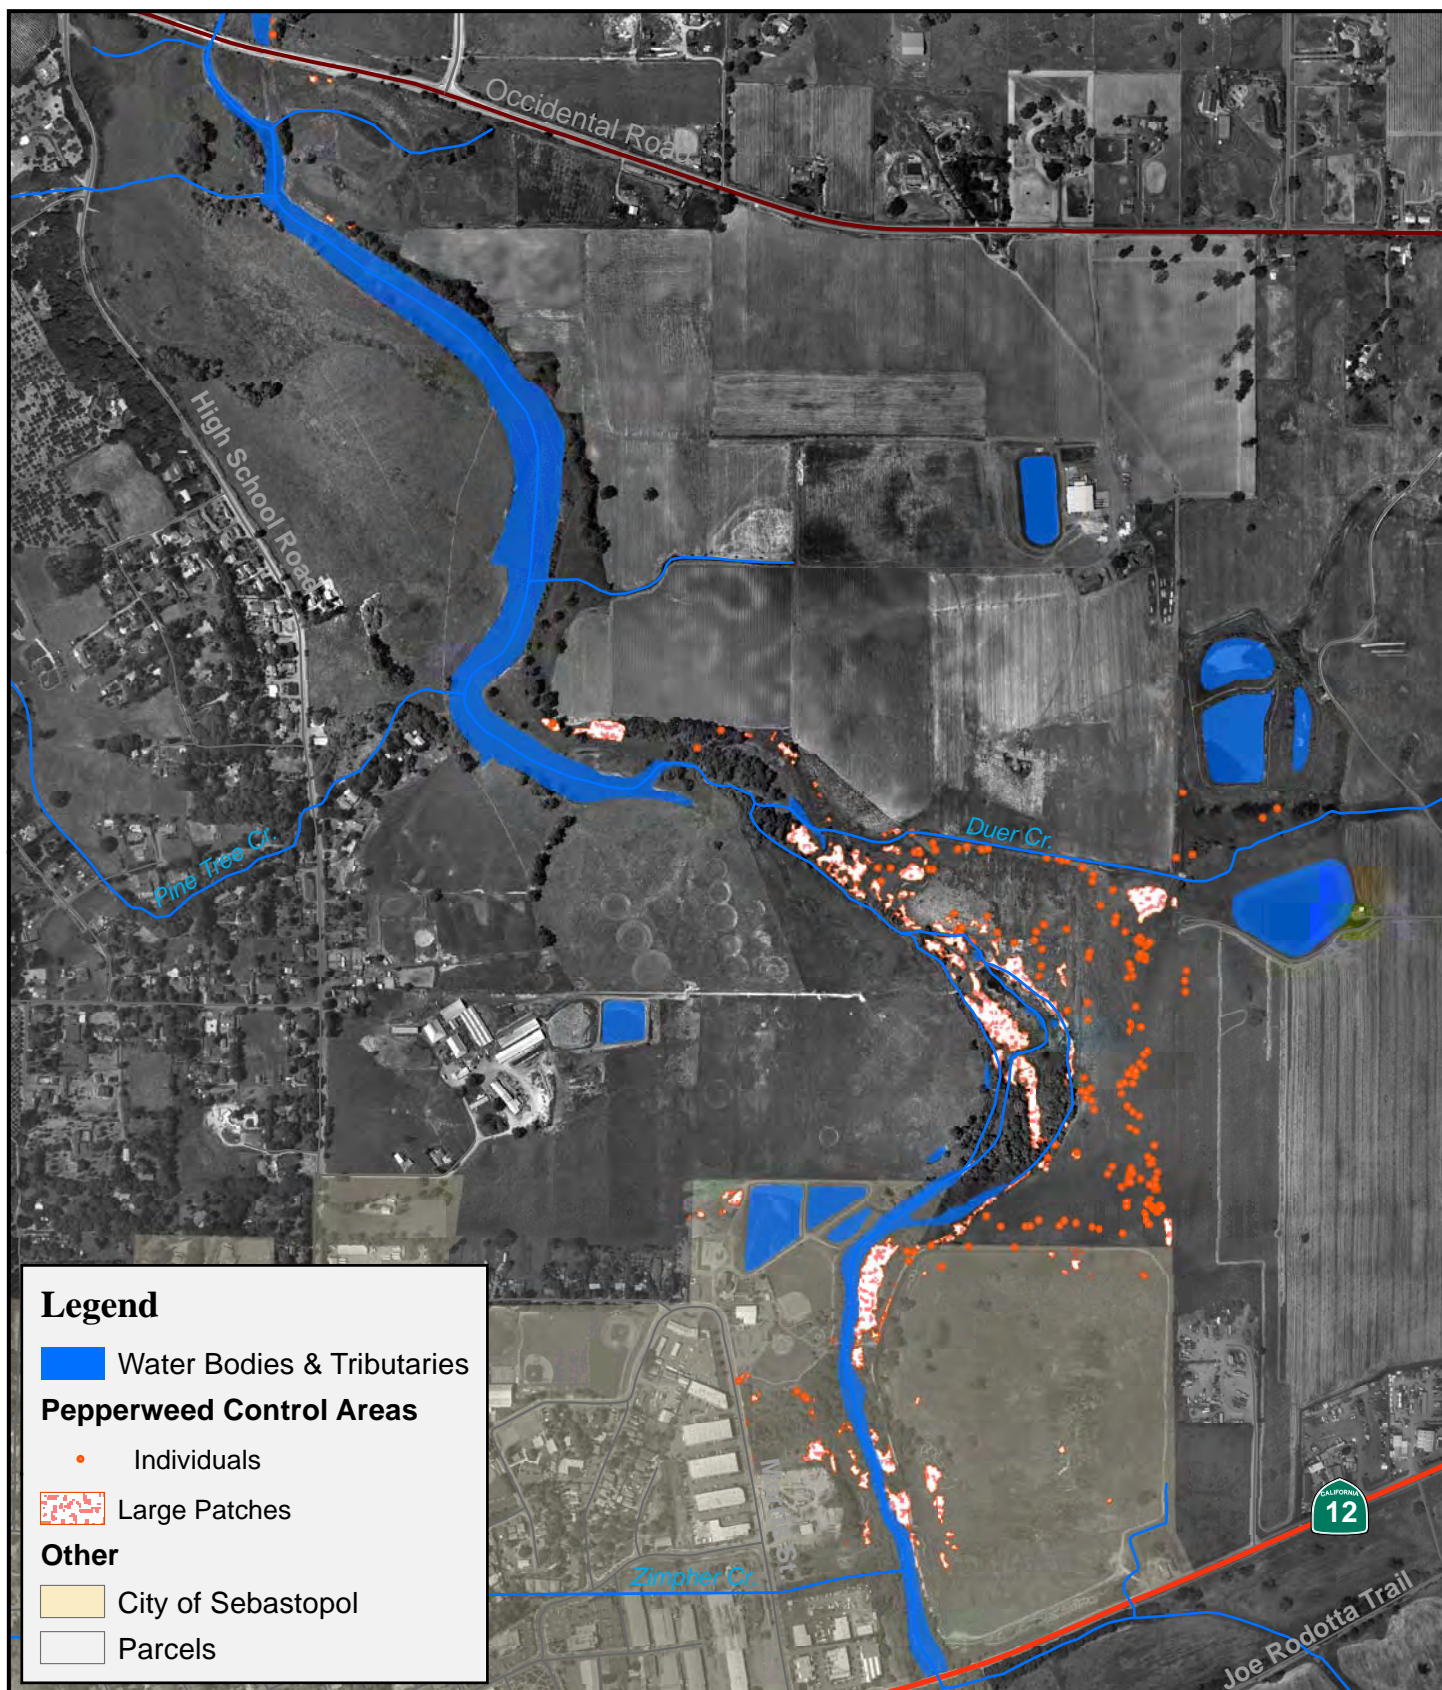 Occidental Road
High School Road
Duer Cr.
Pine Tree Cr.
Legend
Water Bodies & Tributaries
Pepperweed Control Areas
Individuals
Large Patches
Other
City of Sebastopol
Parcels
CALIFORNIA
12
Zimpher Cr.
Joe Rodotta Trail